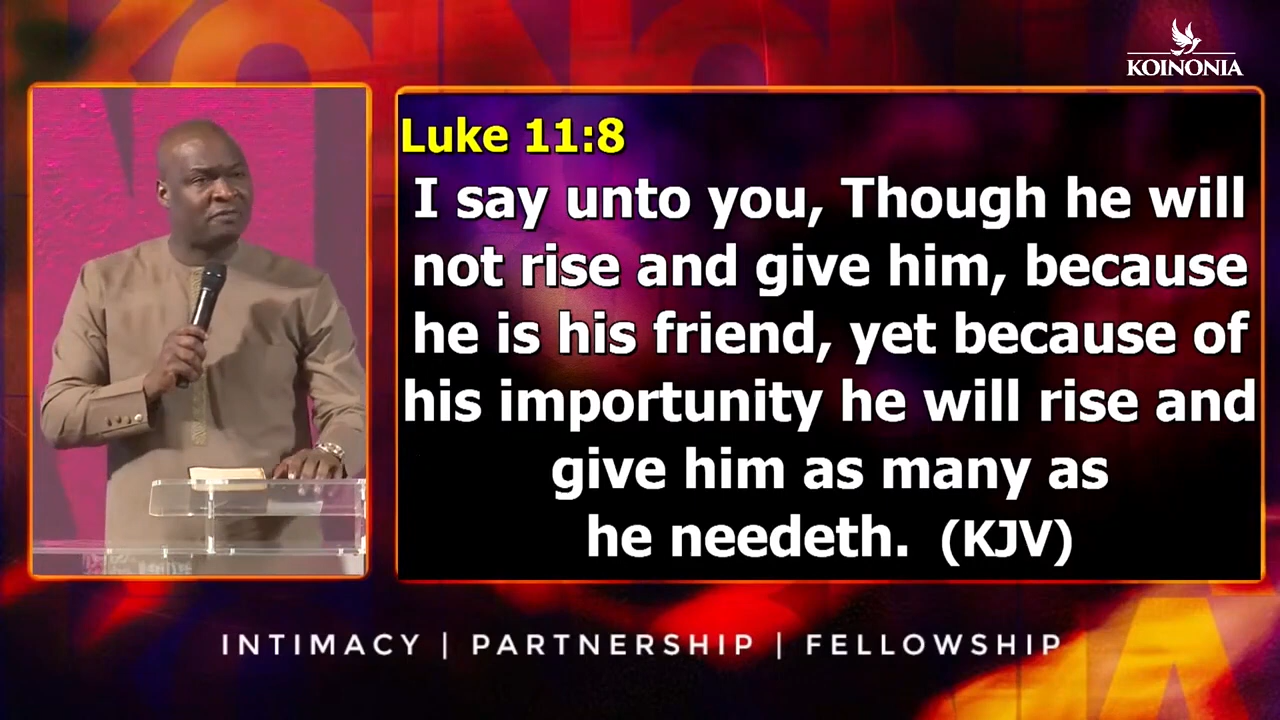 KOINONIA
Luke 11:8
I say unto you, Though he will
not rise and give him, because
he is his friend, yet because of
his importunity he will rise and
give him as many as
he needeth. (KJV)
INTIMACY | PARTNERSHIP | FELLOWSHIP